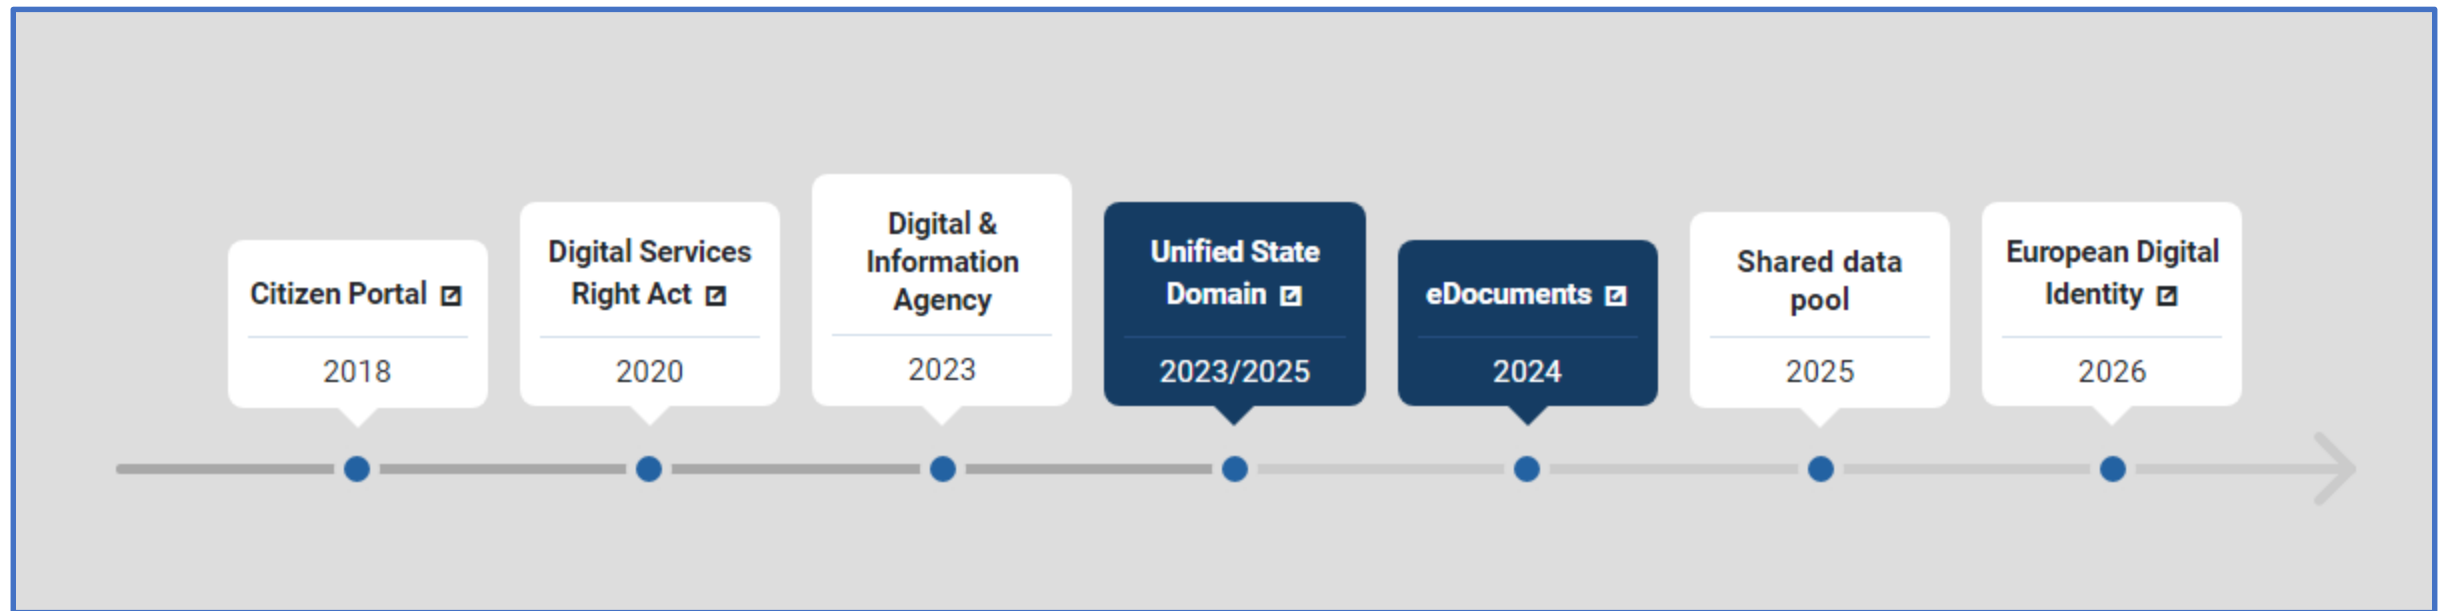 Citizen Portal
2018
Digital Services
Right Act
2020
Digital &
Information
Agency
2023
Unified State
Domain
2023/2025
eDocuments
2024
Shared data
pool
2025
European Digital
Identity
2026